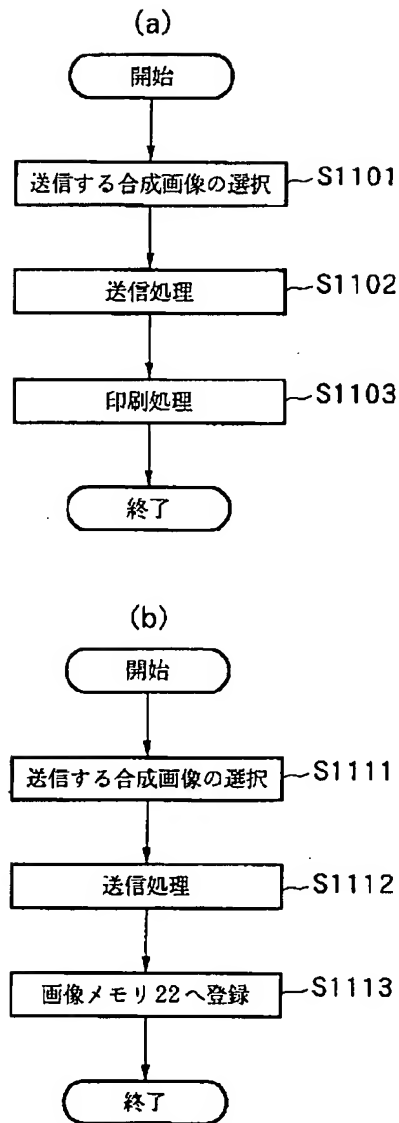 (a)
開始
送信する合成画像の選択 S1101
送信処理 S1102
印刷処理 S1103
終了
(b)
開始
送信する合成画像の選択 S1111
送信処理 S1112
画像メモリ22へ登録 S1113
終了